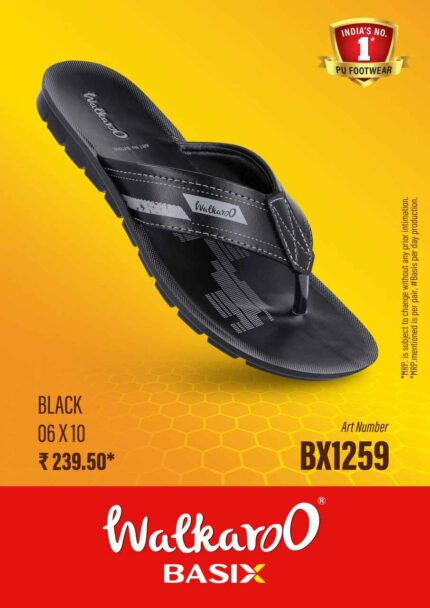 INDIA'S NO.
1*
PU FOOTWEAR
WalkarOO
WalkarOO
*MRP. is subject to change without any prior intimation.
*MRP.mentioned is per pair. #Basis per day production.
BLACK
06 X 10
₹ 239.50*
Art Number
BX1259
WalkarOO®
BASIX